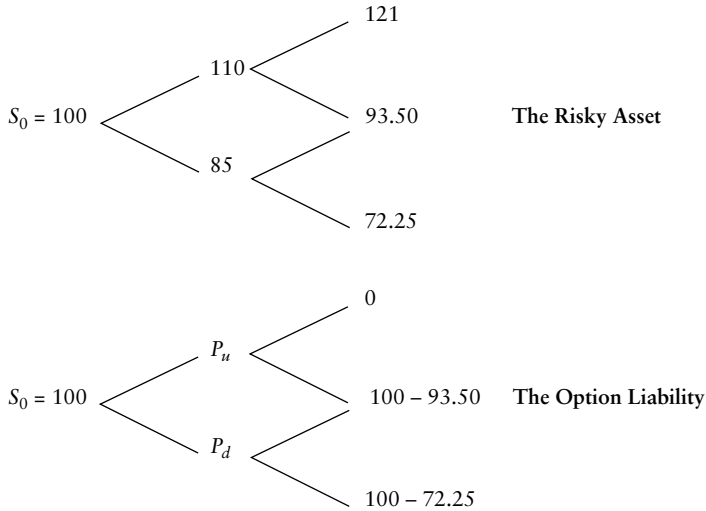 121
110
S0 = 100
93.50
The Risky Asset
85
72.25
0
Pu
S0 = 100
100 – 93.50
The Option Liability
Pd
100 – 72.25